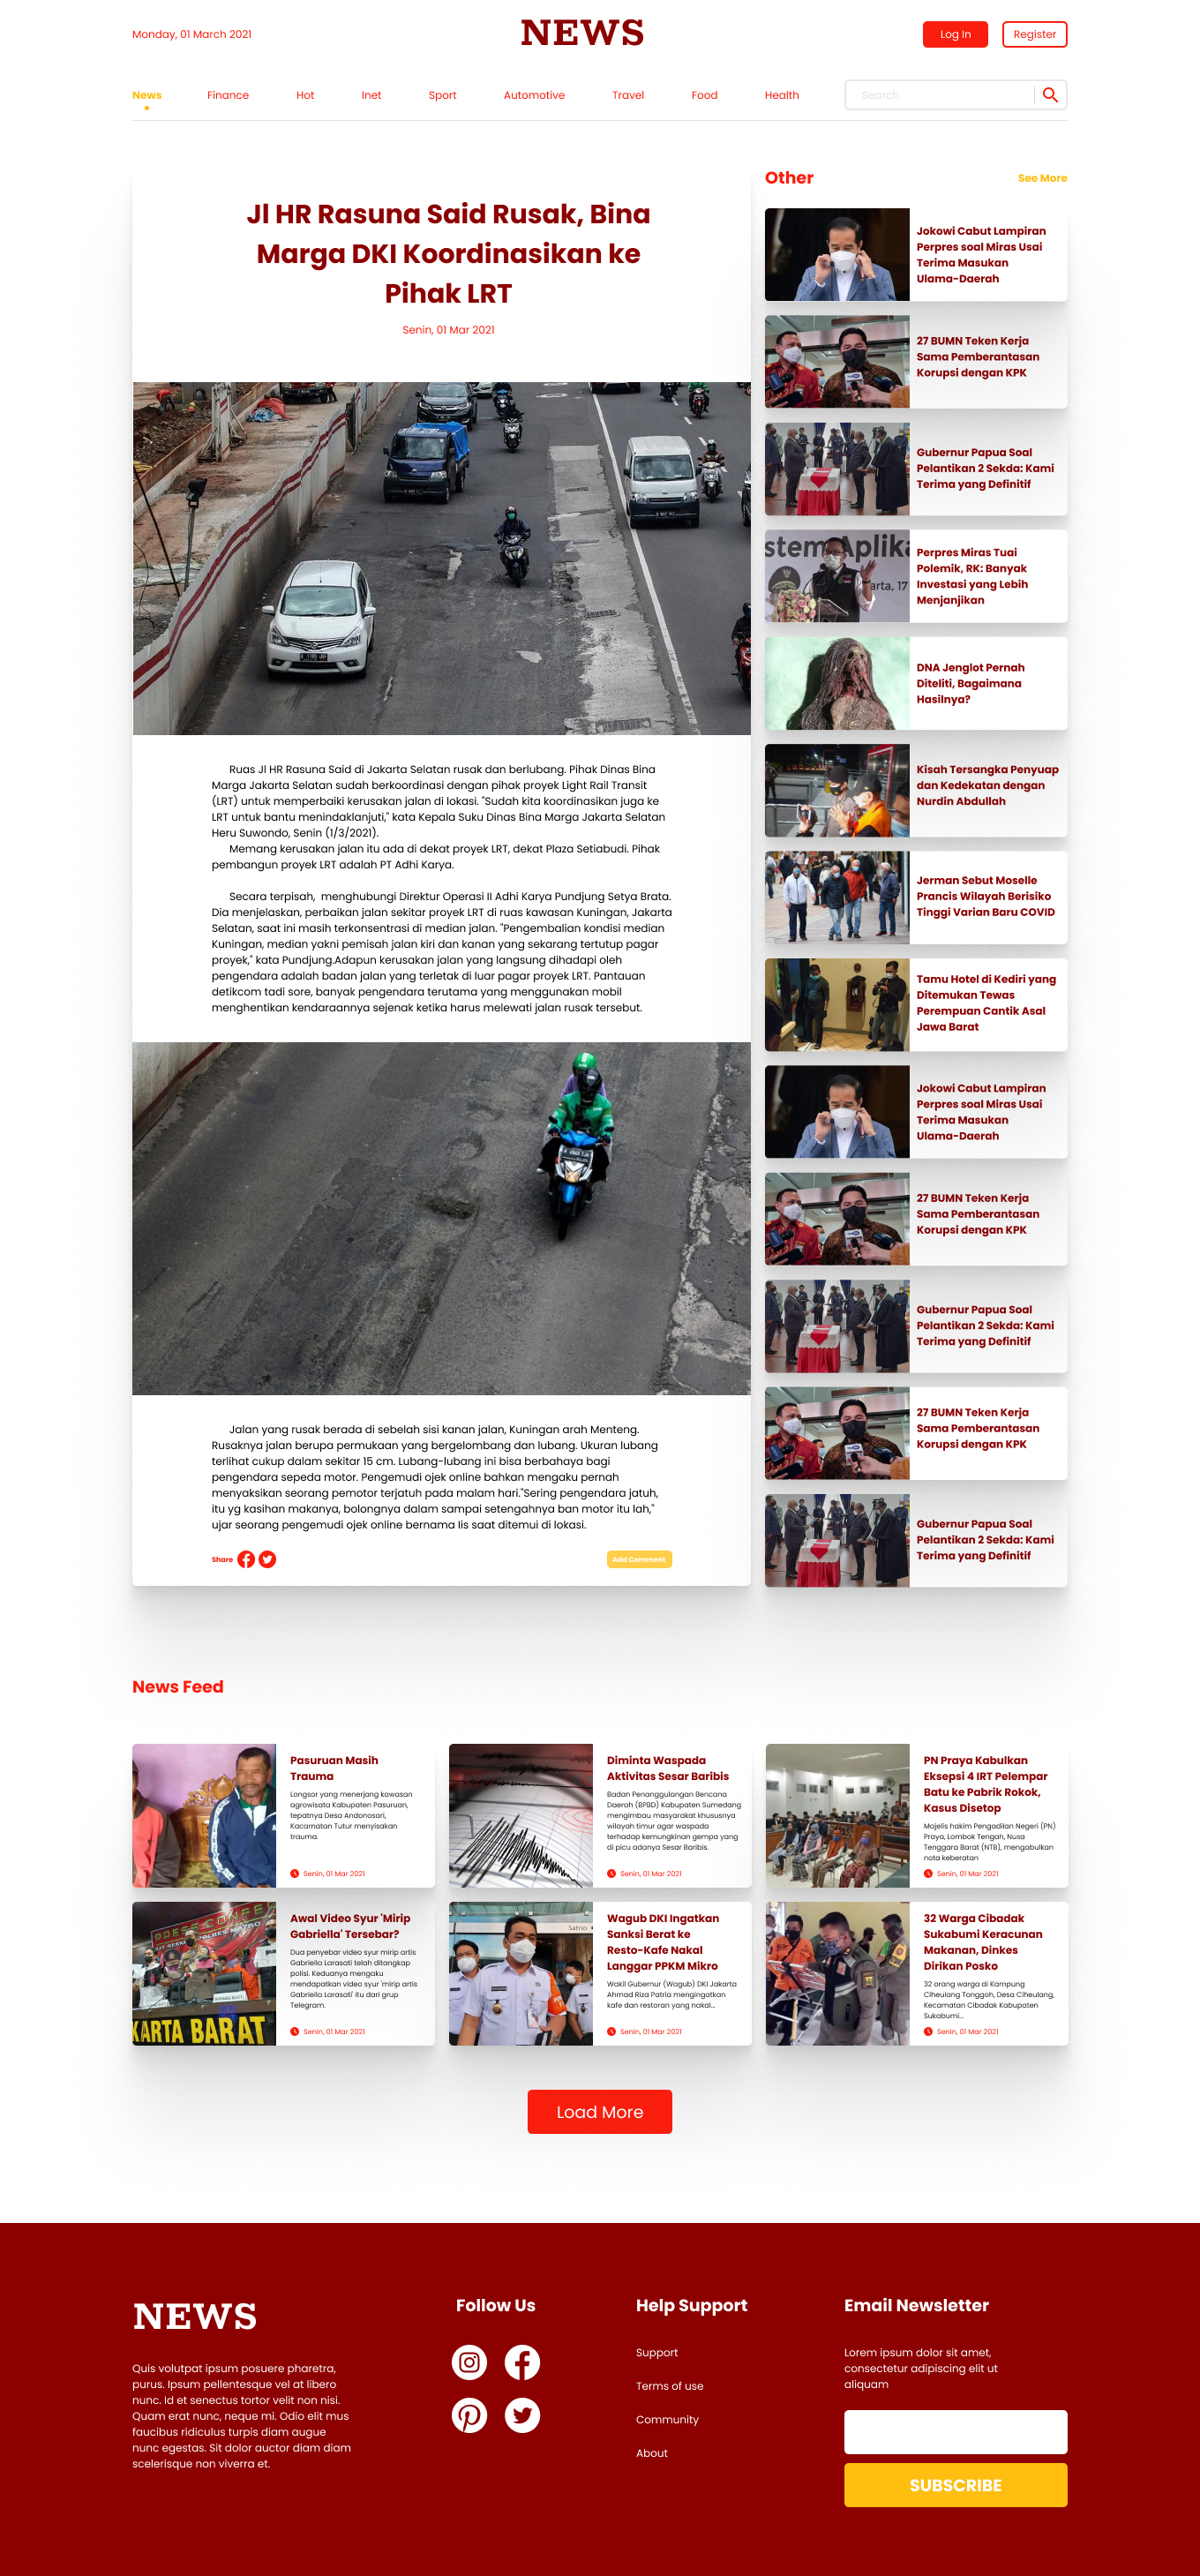 Monday, 01 March 2021
NEWS
Log In
Register
News
Finance
Hot
Inet
Sport
Automotive
Travel
Food
Health
Search
Jl HR Rasuna Said Rusak, Bina
Marga DKI Koordinasikan ke
Pihak LRT
Senin, 01 Mar 2021
Ruas Jl HR Rasuna Said di Jakarta Selatan rusak dan berlubang. Pihak Dinas Bina
Marga Jakarta Selatan sudah berkoordinasi dengan pihak proyek Light Rail Transit
(LRT) untuk memperbaiki kerusakan jalan di lokasi. "Sudah kita koordinasikan juga ke
LRT untuk bantu menindaklanjuti," kata Kepala Suku Dinas Bina Marga Jakarta Selatan
Heru Suwondo, Senin (1/3/2021).
Memang kerusakan jalan itu ada di dekat proyek LRT, dekat Plaza Setiabudi. Pihak
pembangun proyek LRT adalah PT Adhi Karya.
Secara terpisah,  menghubungi Direktur Operasi II Adhi Karya Pundjung Setya Brata.
Dia menjelaskan, perbaikan jalan sekitar proyek LRT di ruas kawasan Kuningan, Jakarta
Selatan, saat ini masih terkonsentrasi di median jalan. "Pengembalian kondisi median
Kuningan, median yakni pemisah jalan kiri dan kanan yang sekarang tertutup pagar
proyek," kata Pundjung.Adapun kerusakan jalan yang langsung dihadapi oleh
pengendara adalah badan jalan yang terletak di luar pagar proyek LRT. Pantauan
detikcom tadi sore, banyak pengendara terutama yang menggunakan mobil
menghentikan kendaraannya sejenak ketika harus melewati jalan rusak tersebut.
Jalan yang rusak berada di sebelah sisi kanan jalan, Kuningan arah Menteng.
Rusaknya jalan berupa permukaan yang bergelombang dan lubang. Ukuran lubang
terlihat cukup dalam sekitar 15 cm. Lubang-lubang ini bisa berbahaya bagi
pengendara sepeda motor. Pengemudi ojek online bahkan mengaku pernah
menyaksikan seorang pemotor terjatuh pada malam hari."Sering pengendara jatuh,
itu yg kasihan makanya, bolongnya dalam sampai setengahnya ban motor itu lah,"
ujar seorang pengemudi ojek online bernama Iis saat ditemui di lokasi.
Share
Add Comment
Other
See More
Jokowi Cabut Lampiran
Perpres soal Miras Usai
Terima Masukan
Ulama-Daerah
27 BUMN Teken Kerja
Sama Pemberantasan
Korupsi dengan KPK
Gubernur Papua Soal
Pelantikan 2 Sekda: Kami
Terima yang Definitif
stem Aplika
arta, 17
Perpres Miras Tuai
Polemik, RK: Banyak
Investasi yang Lebih
Menjanjikan
DNA Jenglot Pernah
Diteliti, Bagaimana
Hasilnya?
Kisah Tersangka Penyuap
dan Kedekatan dengan
Nurdin Abdullah
Jerman Sebut Moselle
Prancis Wilayah Berisiko
Tinggi Varian Baru COVID
Tamu Hotel di Kediri yang
Ditemukan Tewas
Perempuan Cantik Asal
Jawa Barat
Jokowi Cabut Lampiran
Perpres soal Miras Usai
Terima Masukan
Ulama-Daerah
27 BUMN Teken Kerja
Sama Pemberantasan
Korupsi dengan KPK
Gubernur Papua Soal
Pelantikan 2 Sekda: Kami
Terima yang Definitif
27 BUMN Teken Kerja
Sama Pemberantasan
Korupsi dengan KPK
Gubernur Papua Soal
Pelantikan 2 Sekda: Kami
Terima yang Definitif
News Feed
Pasuruan Masih
Trauma
Longsor yang menerjang kawasan
agrowisata Kabupaten Pasuruan,
tepatnya Desa Andonosari,
Kacamatan Tutur menyisakan
trauma.
Senin, 01 Mar 2021
Diminta Waspada
Aktivitas Sesar Baribis
Badan Penanggulangan Bencana
Daerah (BPBD) Kabupaten Sumedang
mengimbau masyarakat khususnya
wilayah timur agar waspada
terhadap kemungkinan gempa yang
di picu adanya Sesar Baribis.
Senin, 01 Mar 2021
PN Praya Kabulkan
Eksepsi 4 IRT Pelempar
Batu ke Pabrik Rokok,
Kasus Disetop
Majelis hakim Pengadilan Negeri (PN)
Praya, Lombok Tengah, Nusa
Tenggara Barat (NTB), mengabulkan
nota keberatan
Senin, 01 Mar 2021
PRESS CONFE
KARTA BARAT
Awal Video Syur 'Mirip
Gabriella' Tersebar?
Dua penyebar video syur mirip artis
Gabriella Larasati telah ditangkap
polisi. Keduanya mengaku
mendapatkan video syur 'mirip artis
Gabriella Larasati' itu dari grup
Telegram.
Senin, 01 Mar 2021
Satrio
Wagub DKI Ingatkan
Sanksi Berat ke
Resto-Kafe Nakal
Langgar PPKM Mikro
Wakil Gubernur (Wagub) DKI Jakarta
Ahmad Riza Patria mengingatkan
kafe dan restoran yang nakal...
Senin, 01 Mar 2021
32 Warga Cibadak
Sukabumi Keracunan
Makanan, Dinkes
Dirikan Posko
32 orang warga di Kampung
Ciheulang Tonggoh, Desa Ciheulang,
Kecamatan Cibadak Kabupaten
Sukabumi...
Senin, 01 Mar 2021
Load More
NEWS
Quis volutpat ipsum posuere pharetra,
purus. Ipsum pellentesque vel at libero
nunc. Id et senectus tortor velit non nisi.
Quam erat nunc, neque mi. Odio elit mus
faucibus ridiculus turpis diam augue
nunc egestas. Sit dolor auctor diam diam
scelerisque non viverra et.
Follow Us
Help Support
Support
Terms of use
Community
About
Email Newsletter
Lorem ipsum dolor sit amet,
consectetur adipiscing elit ut
aliquam
SUBSCRIBE